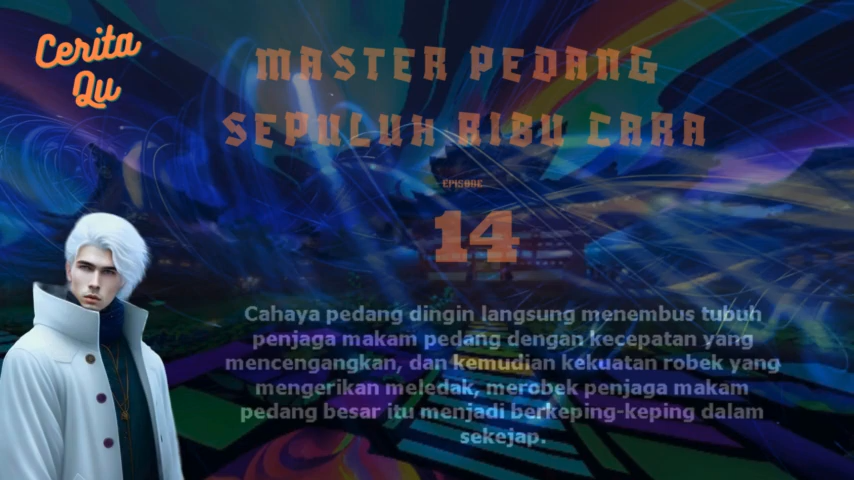 Cerita
Qu
MASTER PEDANG
SEPULUH RIBU CARA
EPISODE
14
Cahaya pedang dingin langsung menembus tubuh
penjaga makam pedang dengan kecepatan yang
mencengangkan, dan kemudian kekuatan robek yang
mengerikan meledak, merobek penjaga makam
pedang besar itu menjadi berkeping-keping dalam
sekejap.